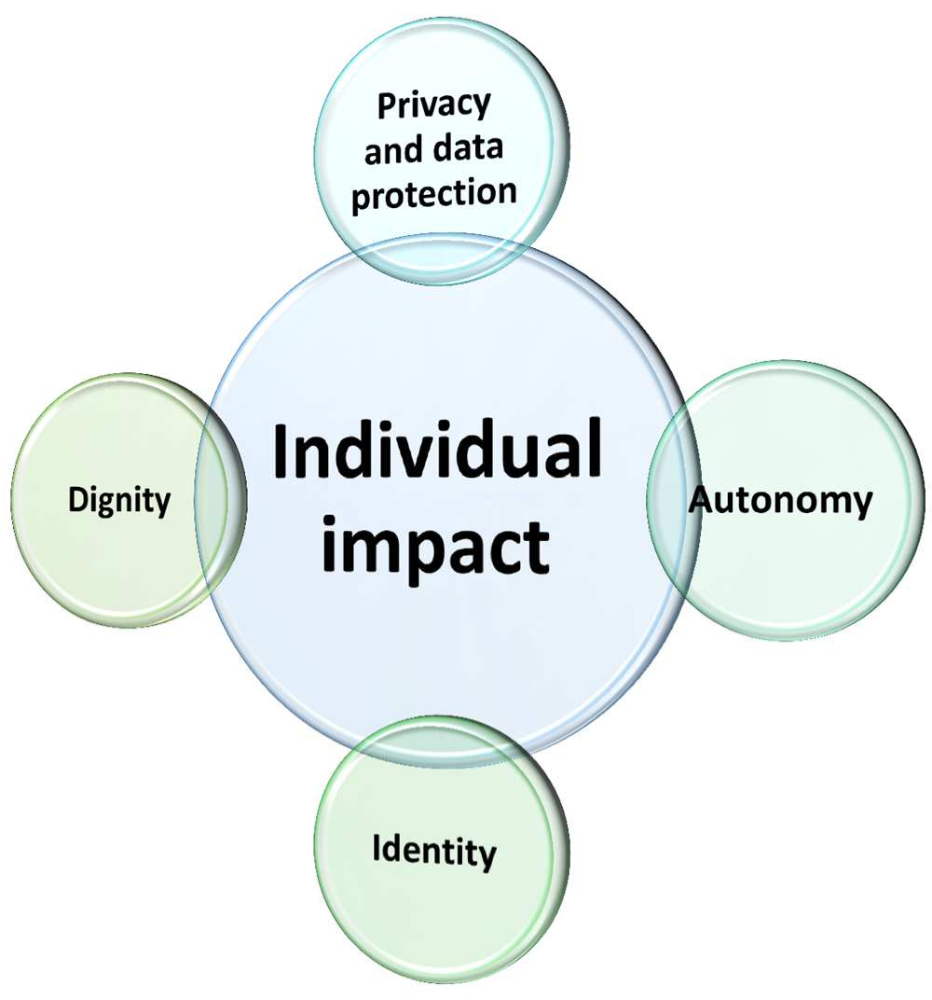 Privacy
and data
protection
Individual
impact
Dignity
Autonomy
Identity